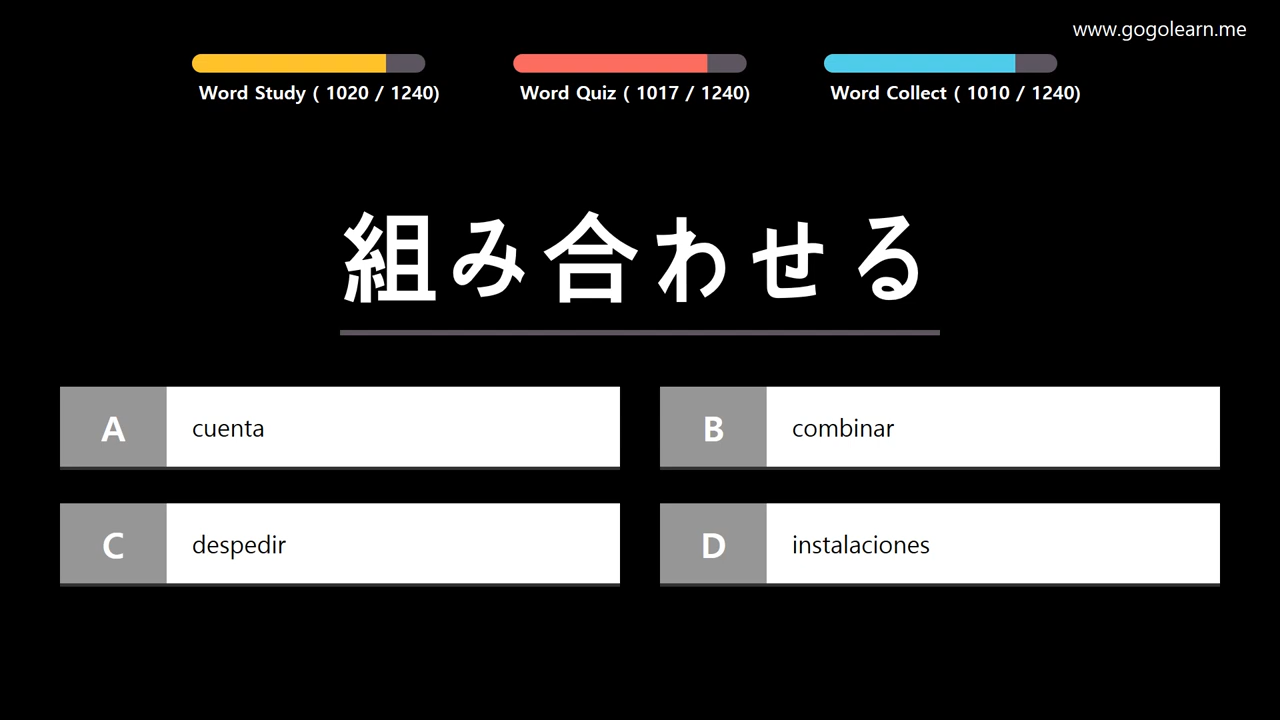 www.gogolearn.me
Word Study ( 1020 / 1240)
Word Quiz ( 1017 / 1240)
Word Collect ( 1010 / 1240)
組み合わせる
A cuenta
B combinar
C despedir
D instalaciones